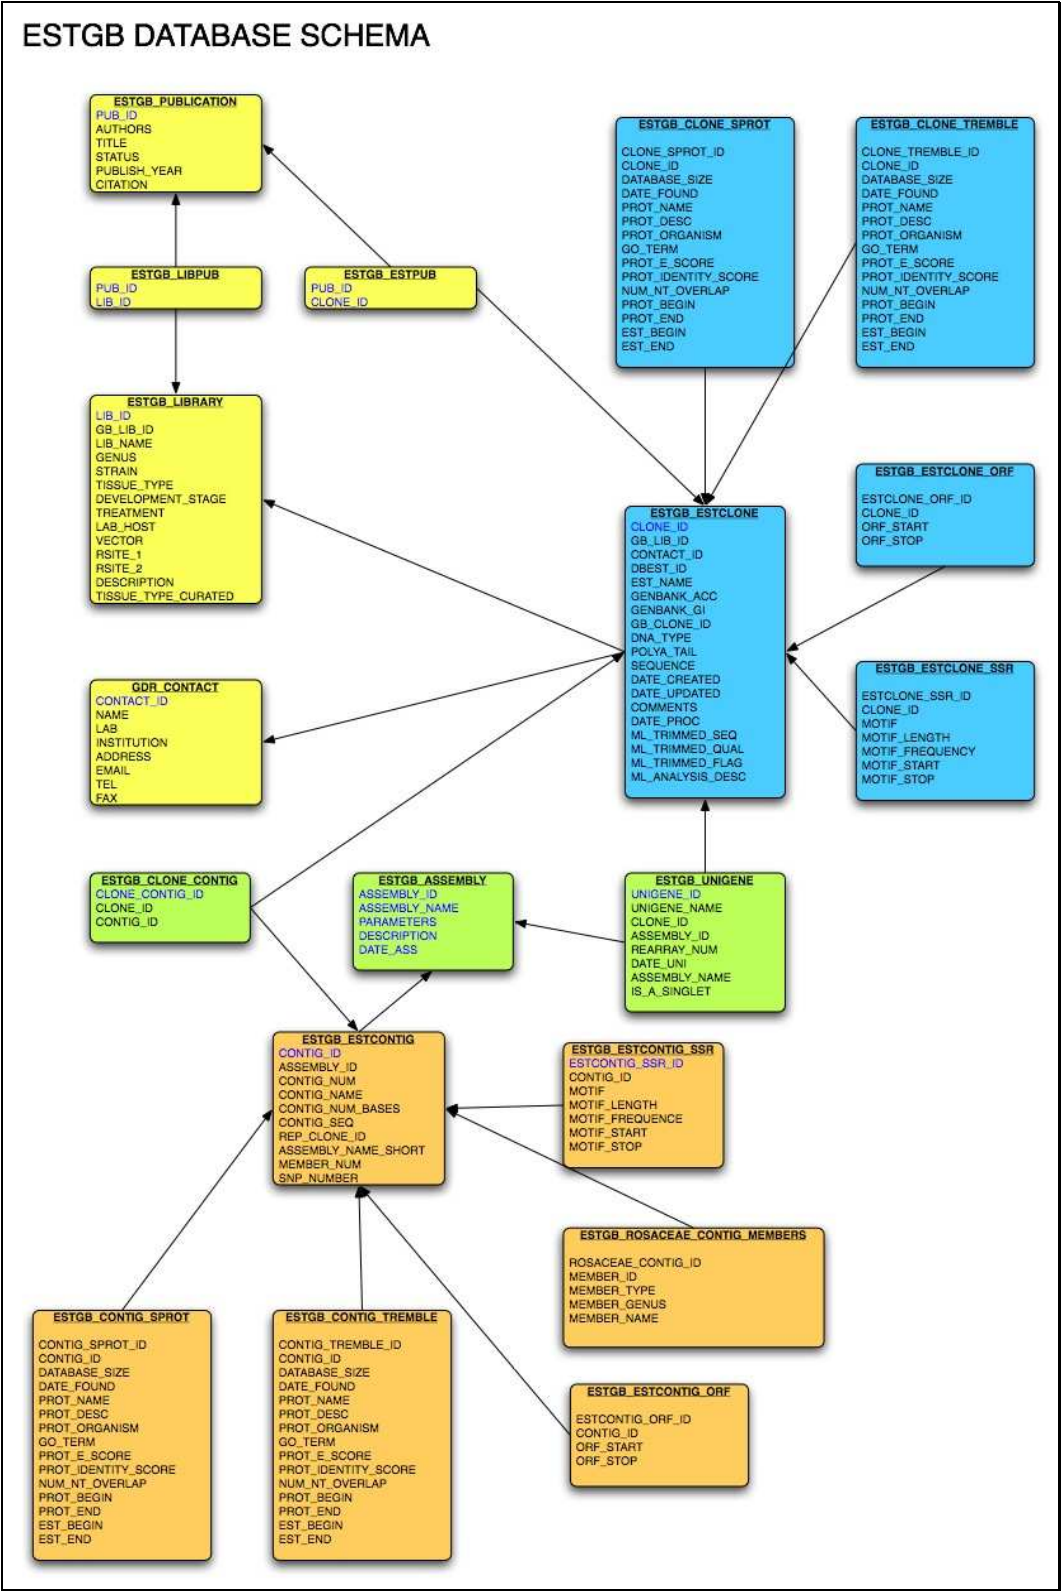 ESTGB DATABASE SCHEMA
ESTGB_PUBLICATION
PUB_ID
AUTHORS
TITLE
STATUS
PUBLISH_YEAR
CITATION
ESTGB_CLONE_SPROT
CLONE_SPROT_ID
CLONE_ID
DATABASE_SIZE
DATE_FOUND
PROT_NAME
PROT_DESC
PROT_ORGANISM
GO_TERM
PROT_E_SCORE
PROT_IDENTITY_SCORE
NUM_NT_OVERLAP
PROT_BEGIN
PROT_END
EST_BEGIN
EST_END
ESTGB_CLONE_TREMBLE
CLONE_TREMBLE_ID
CLONE_ID
DATABASE_SIZE
DATE_FOUND
PROT_NAME
PROT_DESC
PROT_ORGANISM
GO_TERM
PROT_E_SCORE
PROT_IDENTITY_SCORE
NUM_NT_OVERLAP
PROT_BEGIN
PROT_END
EST_BEGIN
EST_END
ESTGB_LIBPUB
PUB_ID
LIB_ID
ESTGB_ESTPUB
PUB_ID
CLONE_ID
ESTGB_LIBRARY
LIB_ID
GB_LIB_ID
LIB_NAME
GENUS
STRAIN
TISSUE_TYPE
DEVELOPMENT_STAGE
TREATMENT
LAB_HOST
VECTOR
RSITE_1
RSITE_2
DESCRIPTION
TISSUE_TYPE_CURATED
ESTGB_ESTCLONE
CLONE_ID
GB_LIB_ID
CONTACT_ID
DBEST_ID
EST_NAME
GENBANK_ACC
GENBANK_GI
GB_CLONE_ID
DNA_TYPE
POLYA_TAIL
SEQUENCE
DATE_CREATED
DATE_UPDATED
COMMENTS
DATE_PROC
ML_TRIMMED_SEQ
ML_TRIMMED_QUAL
ML_TRIMMED_FLAG
ML_ANALYSIS_DESC
ESTGB_ESTCLONE_ORF
ESTCLONE_ORF_ID
CLONE_ID
ORF_START
ORF_STOP
ESTGB_ESTCLONE_SSR
ESTCLONE_SSR_ID
CLONE_ID
MOTIF
MOTIF_LENGTH
MOTIF_FREQUENCY
MOTIF_START
MOTIF_STOP
GDR_CONTACT
CONTACT_ID
NAME
LAB
INSTITUTION
ADDRESS
EMAIL
TEL
FAX
ESTGB_CLONE_CONTIG
CLONE_CONTIG_ID
CLONE_ID
CONTIG_ID
ESTGB_ASSEMBLY
ASSEMBLY_ID
ASSEMBLY_NAME
PARAMETERS
DESCRIPTION
DATE_ASS
ESTGB_UNIGENE
UNIGENE_ID
UNIGENE_NAME
CLONE_ID
ASSEMBLY_ID
REARRAY_NUM
DATE_UNI
ASSEMBLY_NAME
IS_A_SINGLET
ESTGB_ESTCONTIG
CONTIG_ID
ASSEMBLY_ID
CONTIG_NUM
CONTIG_NAME
CONTIG_NUM_BASES
CONTIG_SEQ
REP_CLONE_ID
ASSEMBLY_NAME_SHORT
MEMBER_NUM
SNP_NUMBER
ESTGB_ESTCONTIG_SSR
ESTCONTIG_SSR_ID
CONTIG_ID
MOTIF
MOTIF_LENGTH
MOTIF_FREQUENCE
MOTIF_START
MOTIF_STOP
ESTGB_ROSACEAE_CONTIG_MEMBERS
ROSACEAE_CONTIG_ID
MEMBER_ID
MEMBER_TYPE
MEMBER_GENUS
MEMBER_NAME
ESTGB_CONTIG_SPROT
CONTIG_SPROT_ID
CONTIG_ID
DATABASE_SIZE
DATE_FOUND
PROT_NAME
PROT_DESC
PROT_ORGANISM
GO_TERM
PROT_E_SCORE
PROT_IDENTITY_SCORE
NUM_NT_OVERLAP
PROT_BEGIN
PROT_END
EST_BEGIN
EST_END
ESTGB_CONTIG_TREMBLE
CONTIG_TREMBLE_ID
CONTIG_ID
DATABASE_SIZE
DATE_FOUND
PROT_NAME
PROT_DESC
PROT_ORGANISM
GO_TERM
PROT_E_SCORE
PROT_IDENTITY_SCORE
NUM_NT_OVERLAP
PROT_BEGIN
PROT_END
EST_BEGIN
EST_END
ESTGB_ESTCONTIG_ORF
ESTCONTIG_ORF_ID
CONTIG_ID
ORF_START
ORF_STOP